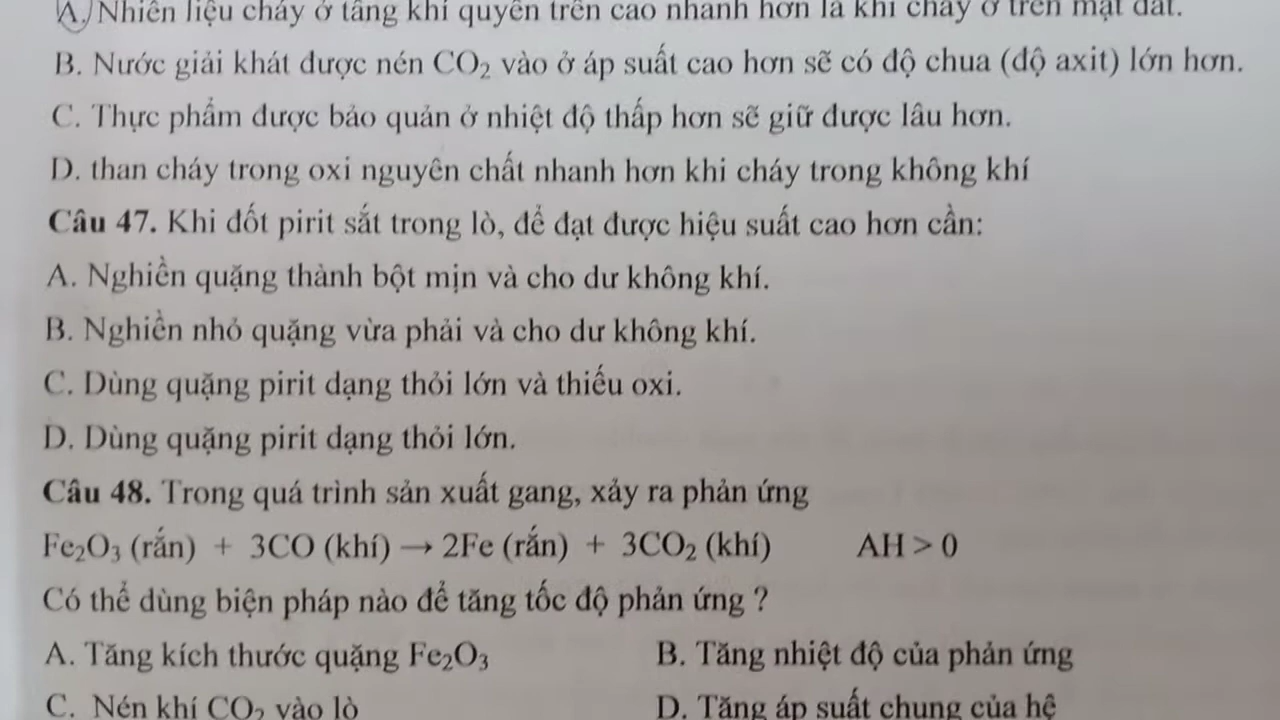 A. Nhiên liệu cháy ở tầng khí quyển trên cao nhanh hơn là khi cháy ở trên mặt đất.
B. Nước giải khát được nén CO₂ vào ở áp suất cao hơn sẽ có độ chua (độ axit) lớn hơn.
C. Thực phẩm được bảo quản ở nhiệt độ thấp hơn sẽ giữ được lâu hơn.
D. than cháy trong oxi nguyên chất nhanh hơn khi cháy trong không khí
Câu 47. Khi đốt pirit sắt trong lò, để đạt được hiệu suất cao hơn cần:
A. Nghiền quặng thành bột mịn và cho dư không khí.
B. Nghiền nhỏ quặng vừa phải và cho dư không khí.
C. Dùng quặng pirit dạng thỏi lớn và thiếu oxi.
D. Dùng quặng pirit dạng thỏi lớn.
Câu 48. Trong quá trình sản xuất gang, xảy ra phản ứng
Fe₂O₃ (rắn) + 3CO (khí) → 2Fe (rắn) + 3CO₂ (khí) AH > 0
Có thể dùng biện pháp nào để tăng tốc độ phản ứng ?
A. Tăng kích thước quặng Fe₂O₃ B. Tăng nhiệt độ của phản ứng
C. Nén khí CO₂ vào lò D. Tăng áp suất chung của hệ